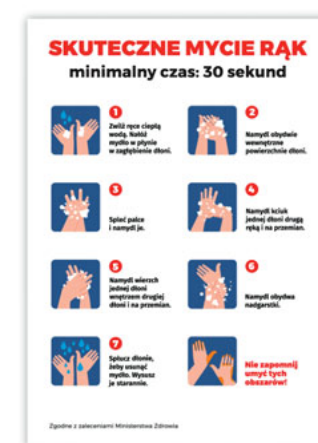 SKUTECZNE MYCIE RĄK
minimalny czas: 30 sekund
1
Zwilż ręce ciepłą
wodą. Nałóż
mydło w płynie
w zagłębienie dłoni.
2
Namydl obydwie
wewnętrzne
powierzchnie dłoni.
3
Spleć palce
i namydl je.
4
Namydl kciuk
jednej dłoni drugą
ręką i na przemian.
5
Namydl wierzch
jednej dłoni
wnętrzem drugiej
dłoni i na przemian.
6
Namydl obydwa
nadgarstki.
7
Spłucz dłonie,
żeby usunąć
mydło. Wysusz
je starannie.
Nie zapomnij
umyć tych
obszarów!
Zgodne z zaleceniami Ministerstwa Zdrowia